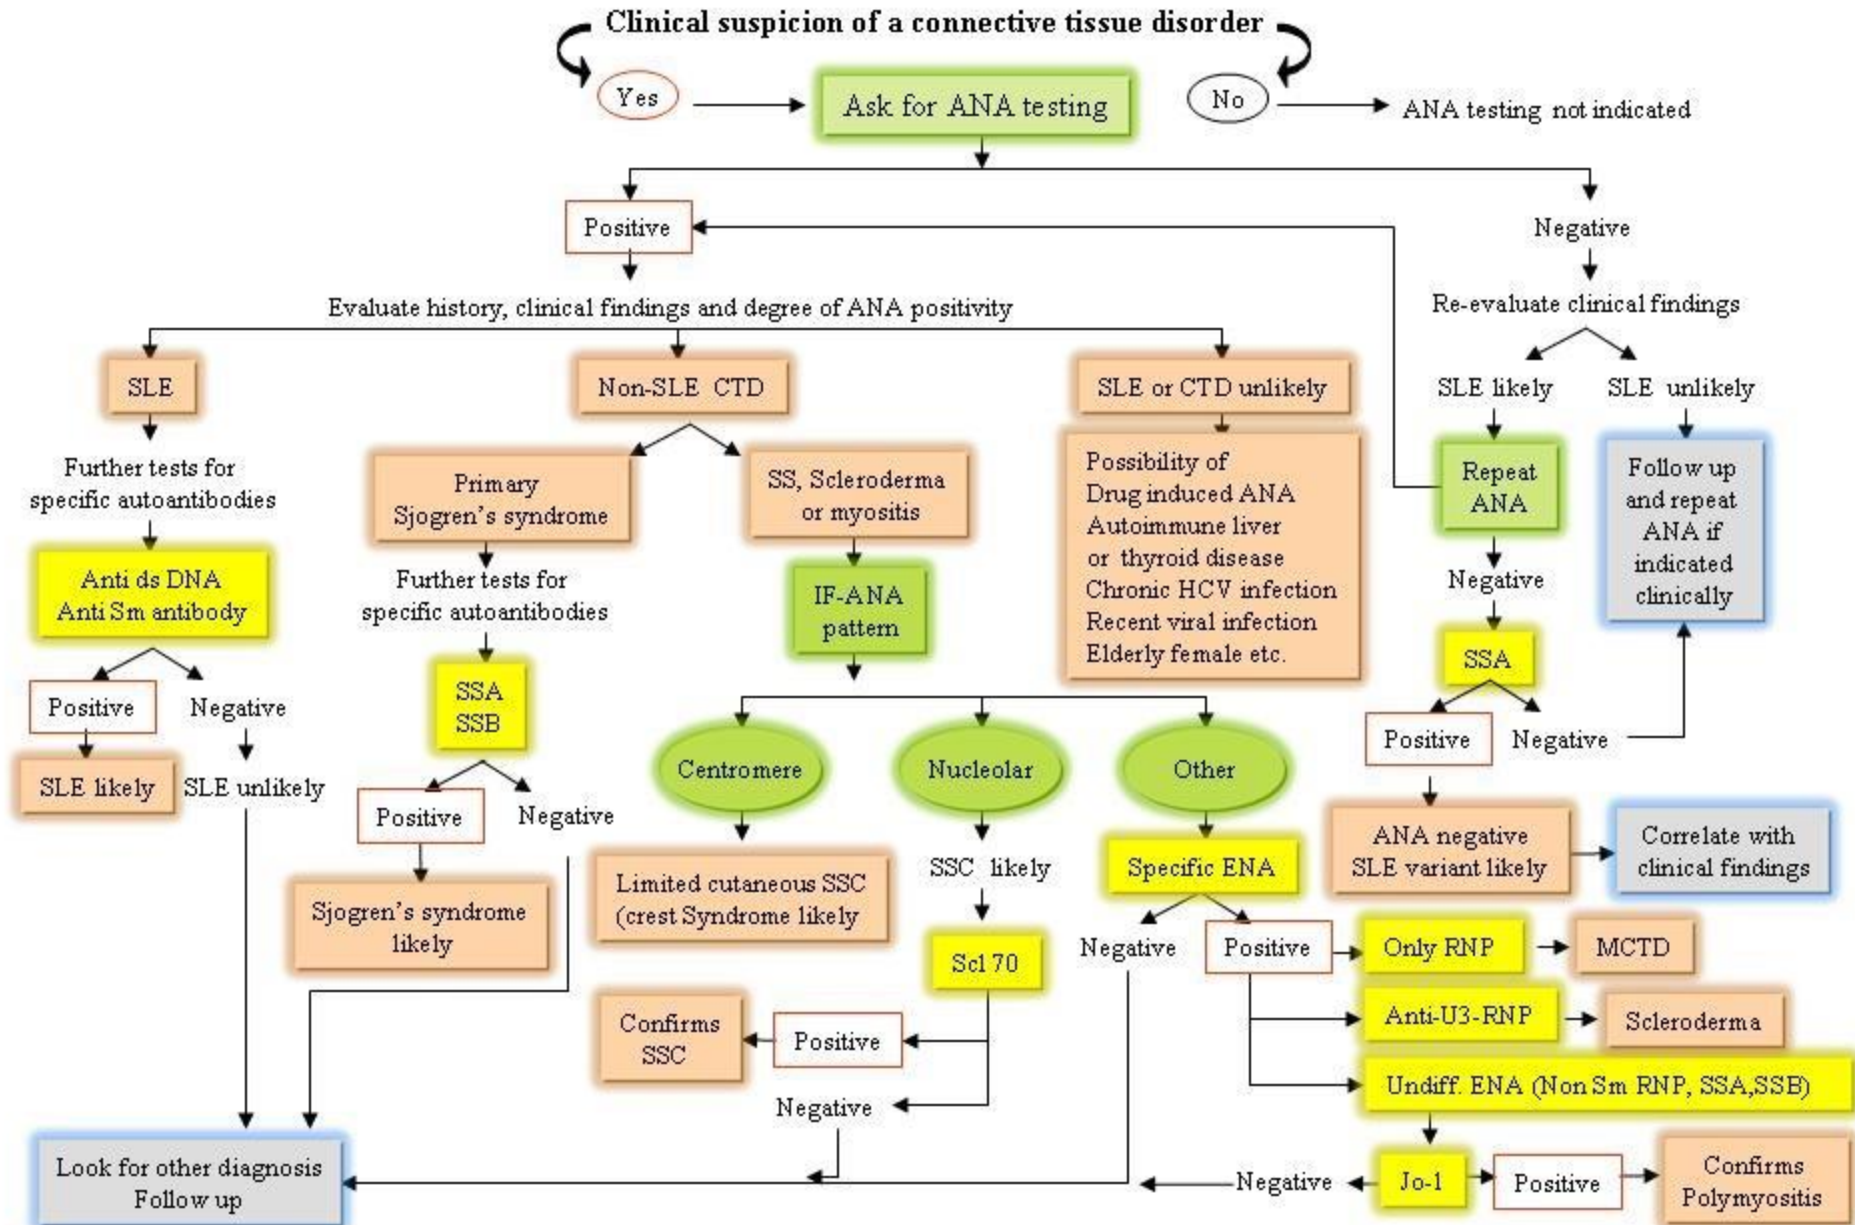 Clinical suspicion of a connective tissue disorder
Yes
Ask for ANA testing
No
ANA testing not indicated
Positive
Negative
Evaluate history, clinical findings and degree of ANA positivity
Re-evaluate clinical findings
SLE
Non-SLE CTD
SLE or CTD unlikely
SLE likely
SLE unlikely
Further tests for
specific autoantibodies
Primary
Sjogren's syndrome
SS, Scleroderma
or myositis
Possibility of
Drug induced ANA
Autoimmune liver
or thyroid disease
Chronic HCV infection
Recent viral infection
Elderly female etc.
Repeat
ANA
Follow up
and repeat
ANA if
indicated
clinically
Anti ds DNA
Anti Sm antibody
Further tests for
specific autoantibodies
IF-ANA
pattern
Negative
SSA
Positive
Negative
SSA
SSB
Positive
Negative
SLE likely
SLE unlikely
Centromere
Nucleolar
Other
Positive
Negative
ANA negative
SLE variant likely
Correlate with
clinical findings
Sjogren's syndrome
likely
Limited cutaneous SSC
(crest Syndrome likely
SSC likely
Specific ENA
Negative
Positive
Only RNP
MCTD
Scl 70
Confirms
SSC
Positive
Anti-U3-RNP
Scleroderma
Undiff. ENA (Non Sm RNP, SSA,SSB)
Negative
Look for other diagnosis
Follow up
Negative
Jo-1
Positive
Confirms
Polymyositis